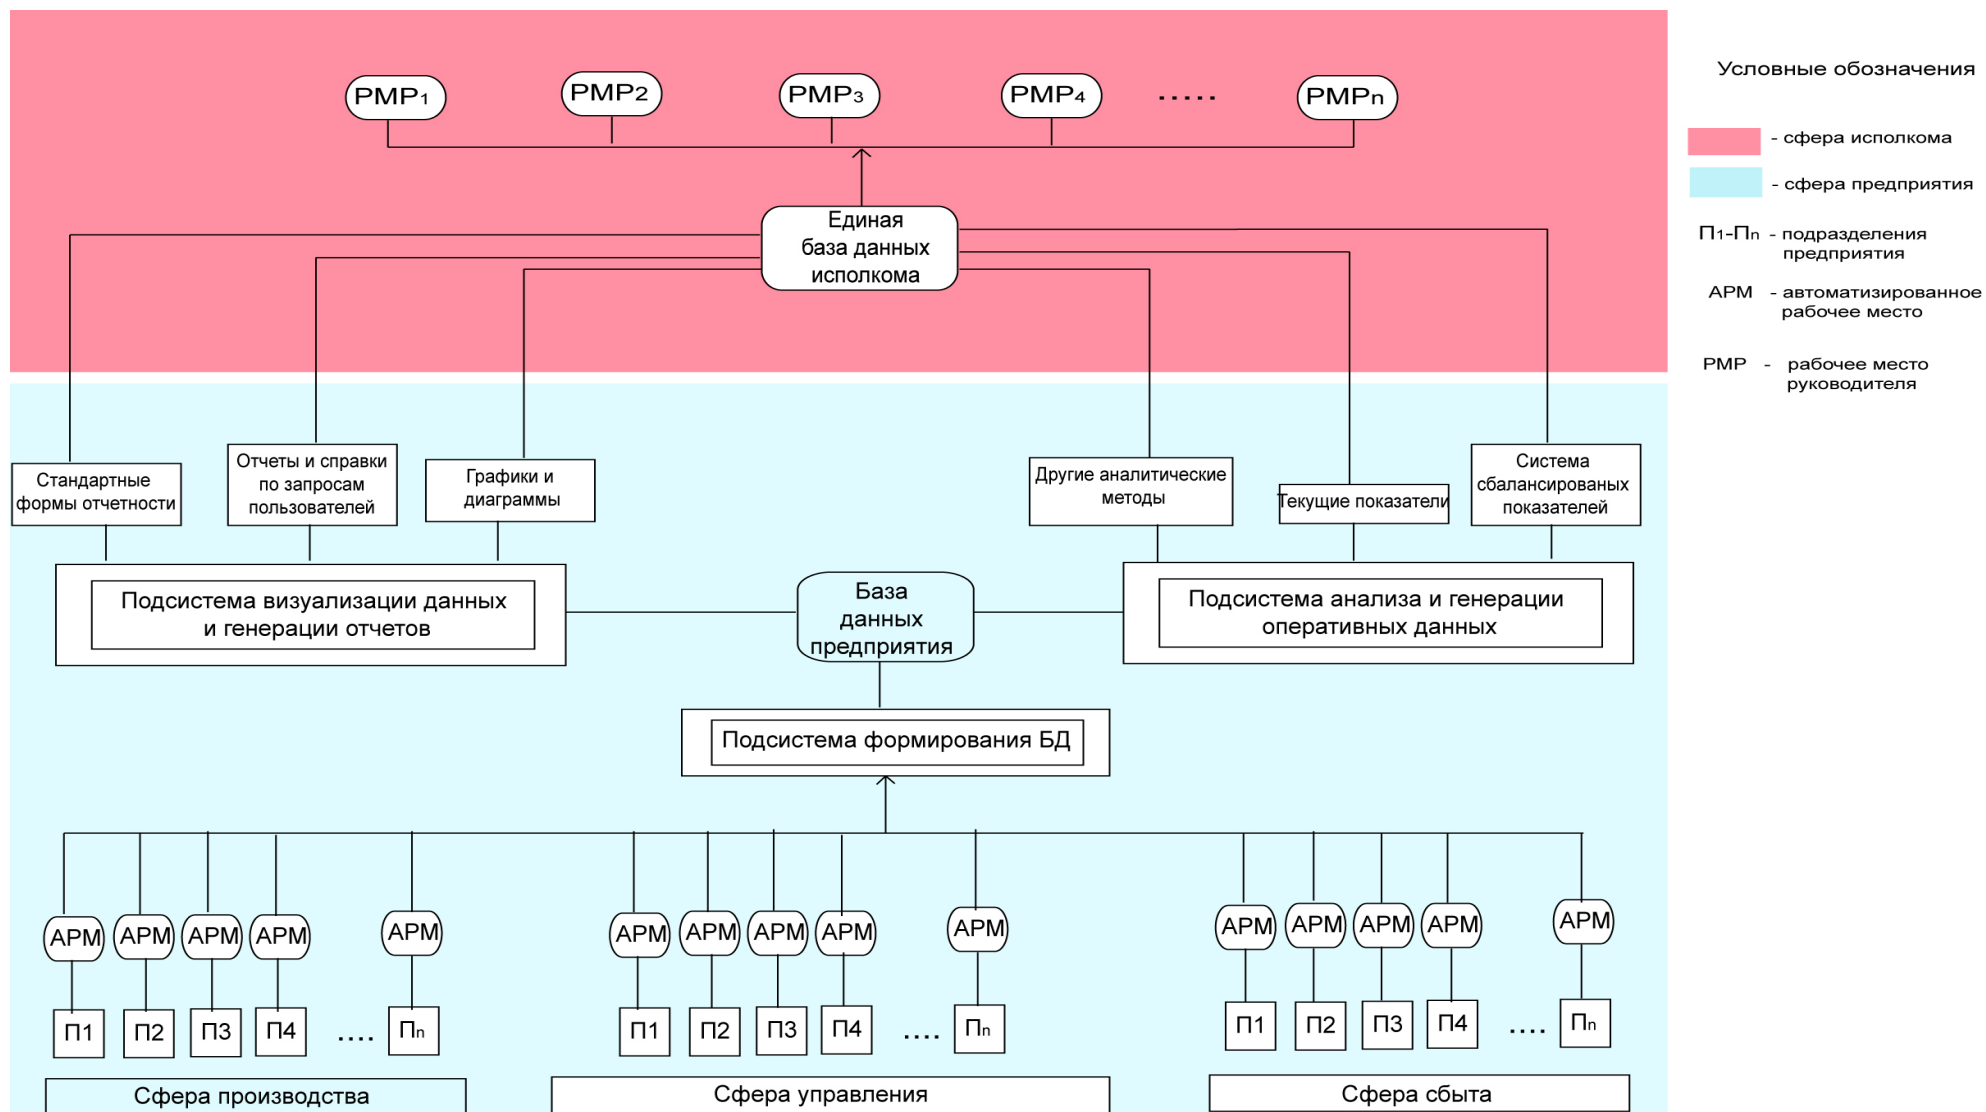 РМР1 РМР2 РМР3 РМР4 ..... РМРn
Единая
база данных
исполкома
Стандартные
формы отчетности
Отчеты и справки
по запросам
пользователей
Графики и
диаграммы
Другие аналитические
методы
Текущие показатели
Система
сбалансированых
показателей
Подсистема визуализации данных
и генерации отчетов
База
данных
предприятия
Подсистема анализа и генерации
оперативных данных
Подсистема формирования БД
АРМ АРМ АРМ АРМ АРМ АРМ АРМ АРМ АРМ АРМ АРМ АРМ АРМ АРМ АРМ
П1 П2 П3 П4 .... Пn П1 П2 П3 П4 .... Пn П1 П2 П3 П4 .... Пn
Сфера производства
Сфера управления
Сфера сбыта
Условные обозначения
- сфера исполкома
- сфера предприятия
П1-Пn - подразделения
предприятия
АРМ - автоматизированное
рабочее место
РМР - рабочее место
руководителя